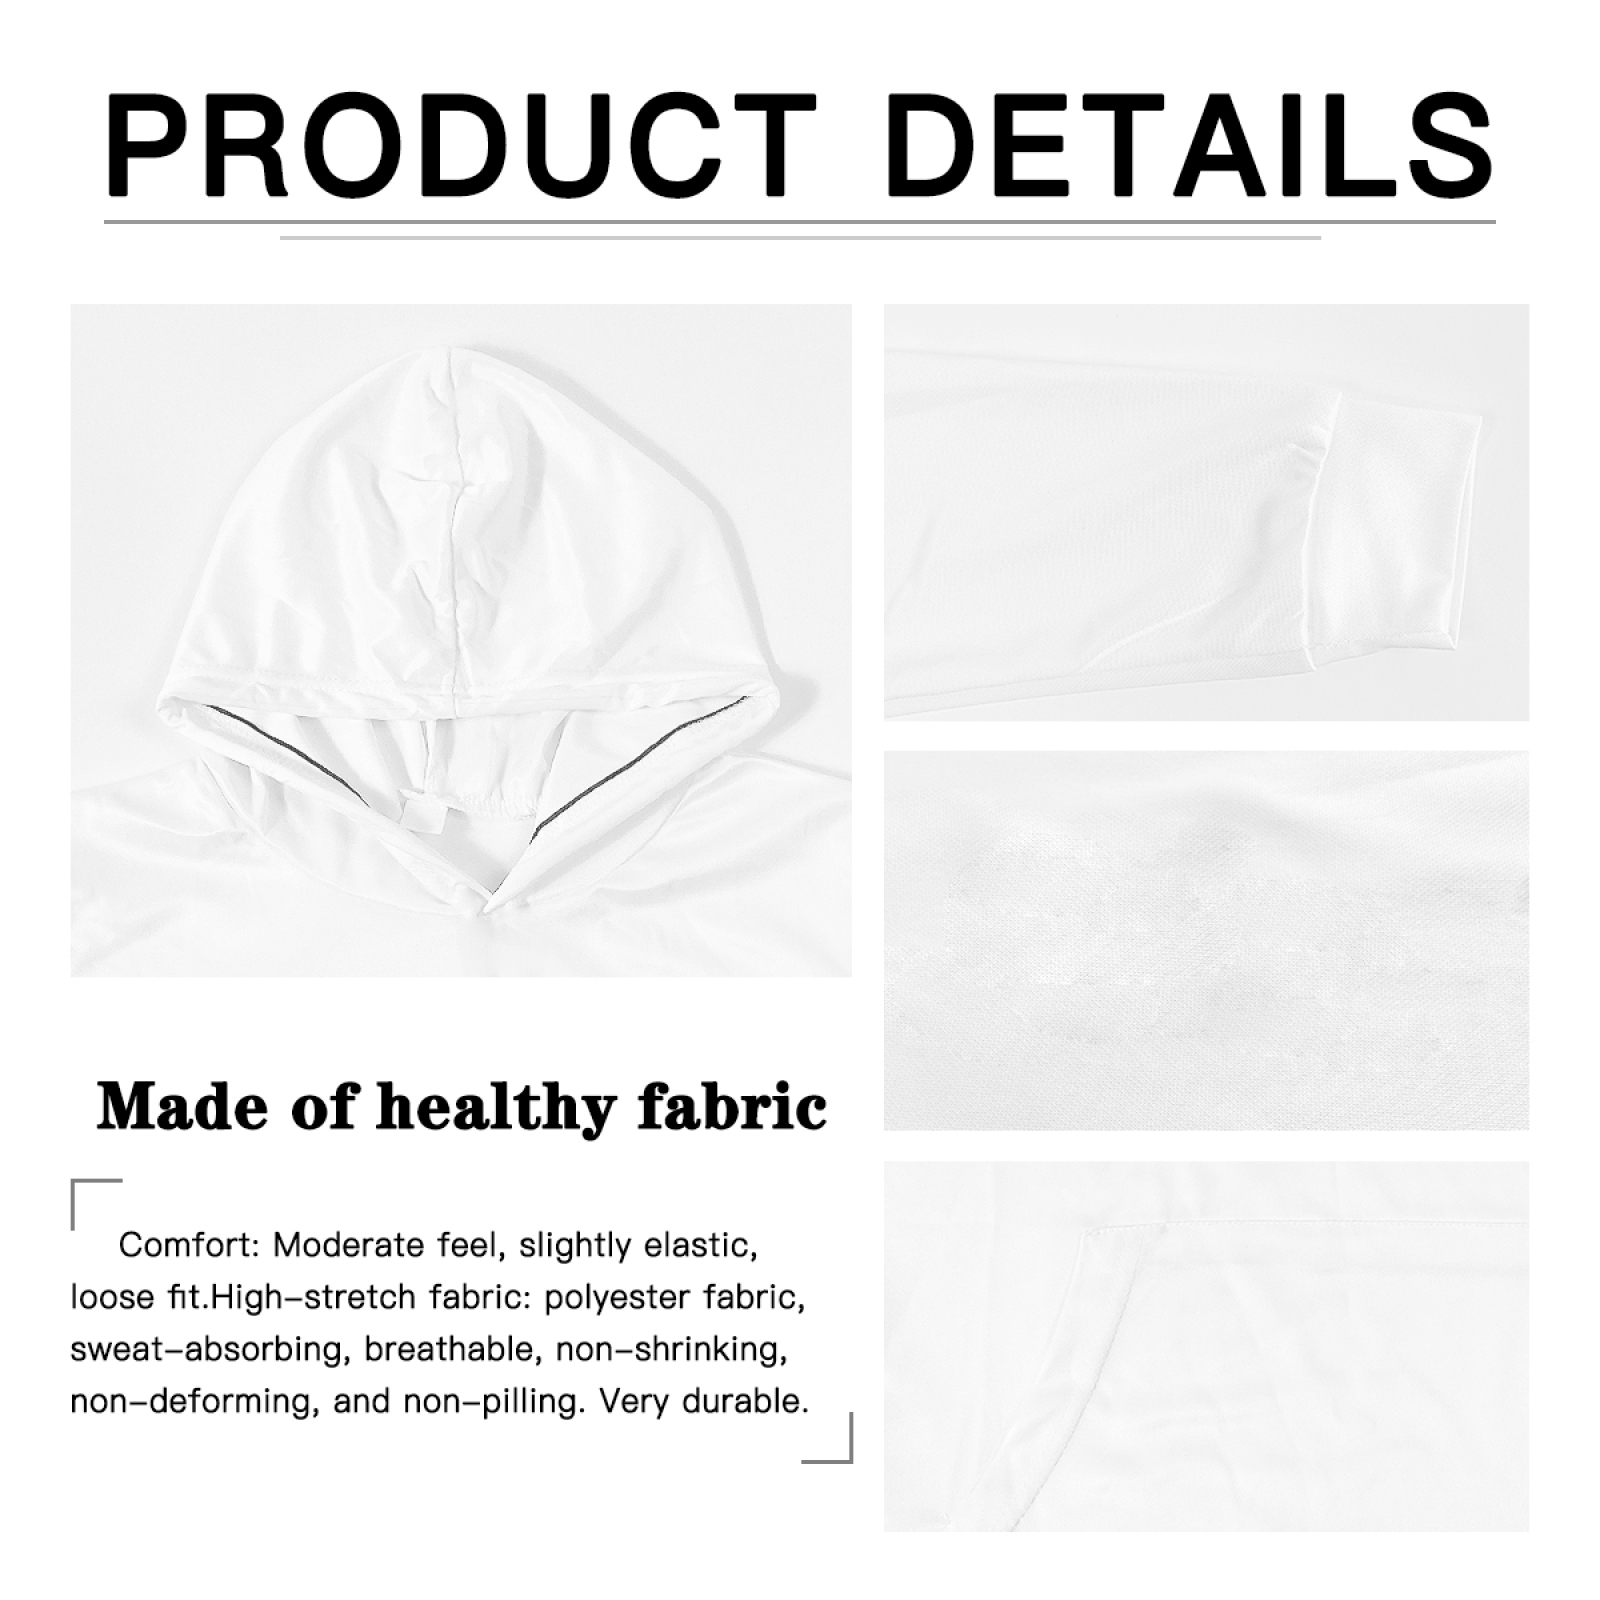 PRODUCT DETAILS
Made of healthy fabric
Comfort: Moderate feel, slightly elastic,
loose fit.High-stretch fabric: polyester fabric,
sweat-absorbing, breathable, non-shrinking,
non-deforming, and non-pilling. Very durable.